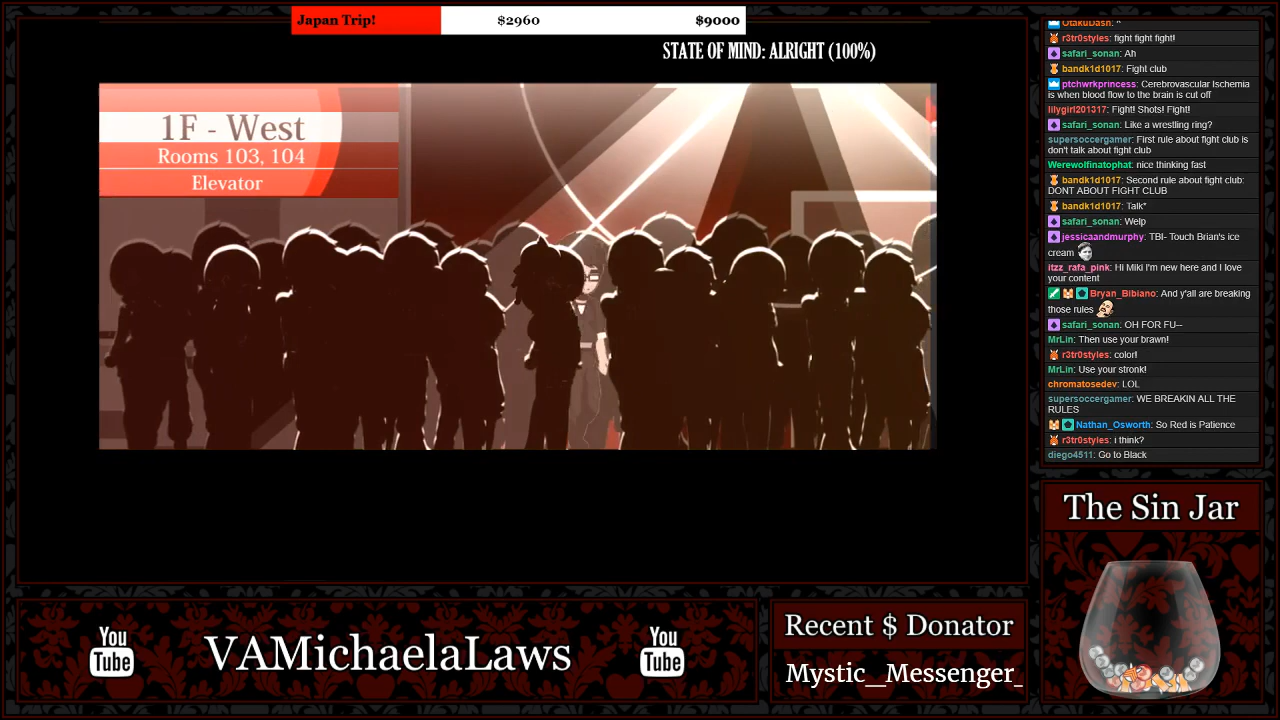 Japan Trip!
$2960
$9000
STATE OF MIND: ALRIGHT (100%)
1F - West
Rooms 103, 104
Elevator
OtakuDash: ^
r3tr0styles: fight fight fight!
safari_sonan: Ah
bandk1d1017: Fight club
ptchwrkprincess: Cerebrovascular Ischemia
is when blood flow to the brain is cut off
lilygirl201317: Fight! Shots! Fight!
safari_sonan: Like a wrestling ring?
supersoccergamer: First rule about fight club is
don't talk about fight club
Werewolfinatophat: nice thinking fast
bandk1d1017: Second rule about fight club:
DONT ABOUT FIGHT CLUB
bandk1d1017: Talk*
safari_sonan: Welp
jessicaandmurphy: TBI- Touch Brian's ice
cream
itzz_rafa_pink: Hi Miki I'm new here and I love
your content
Bryan_Bibiano: And y'all are breaking
those rules
safari_sonan: OH FOR FU--
MrLin: Then use your brawn!
r3tr0styles: color!
MrLin: Use your stronk!
chromatosedev: LOL
supersoccergamer: WE BREAKIN ALL THE
RULES
Nathan_Osworth: So Red is Patience
r3tr0styles: i think?
diego4511: Go to Black
The Sin Jar
You
Tube
VAMichaelaLaws
You
Tube
Recent $ Donator
Mystic__Messenger_